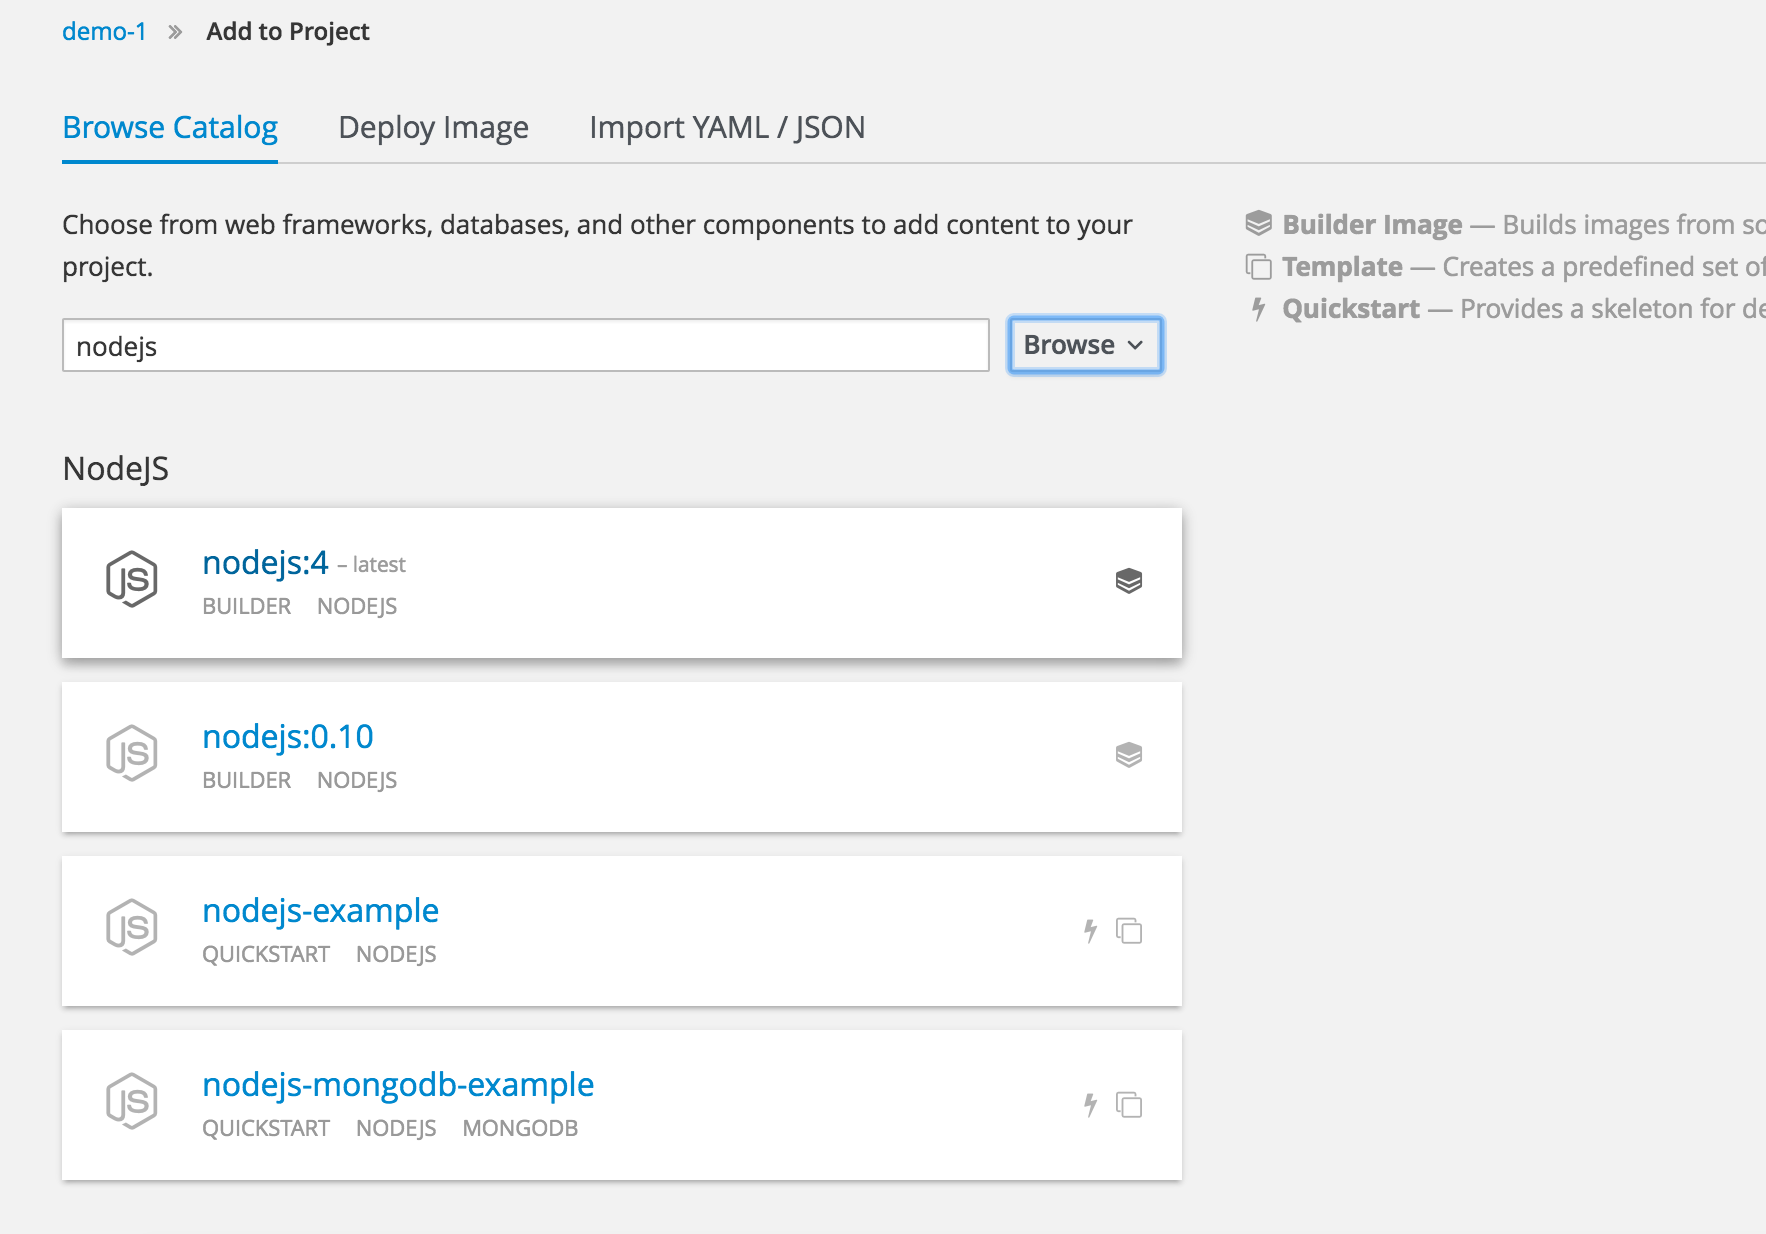 demo-1 » Add to Project
Browse Catalog Deploy Image Import YAML / JSON
Choose from web frameworks, databases, and other components to add content to your
project.
Builder Image — Builds images from so
Template — Creates a predefined set of
Quickstart — Provides a skeleton for de
nodejs Browse
NodeJS
JS nodejs:4 – latest
BUILDER NODEJS
JS nodejs:0.10
BUILDER NODEJS
JS nodejs-example
QUICKSTART NODEJS
JS nodejs-mongodb-example
QUICKSTART NODEJS MONGODB